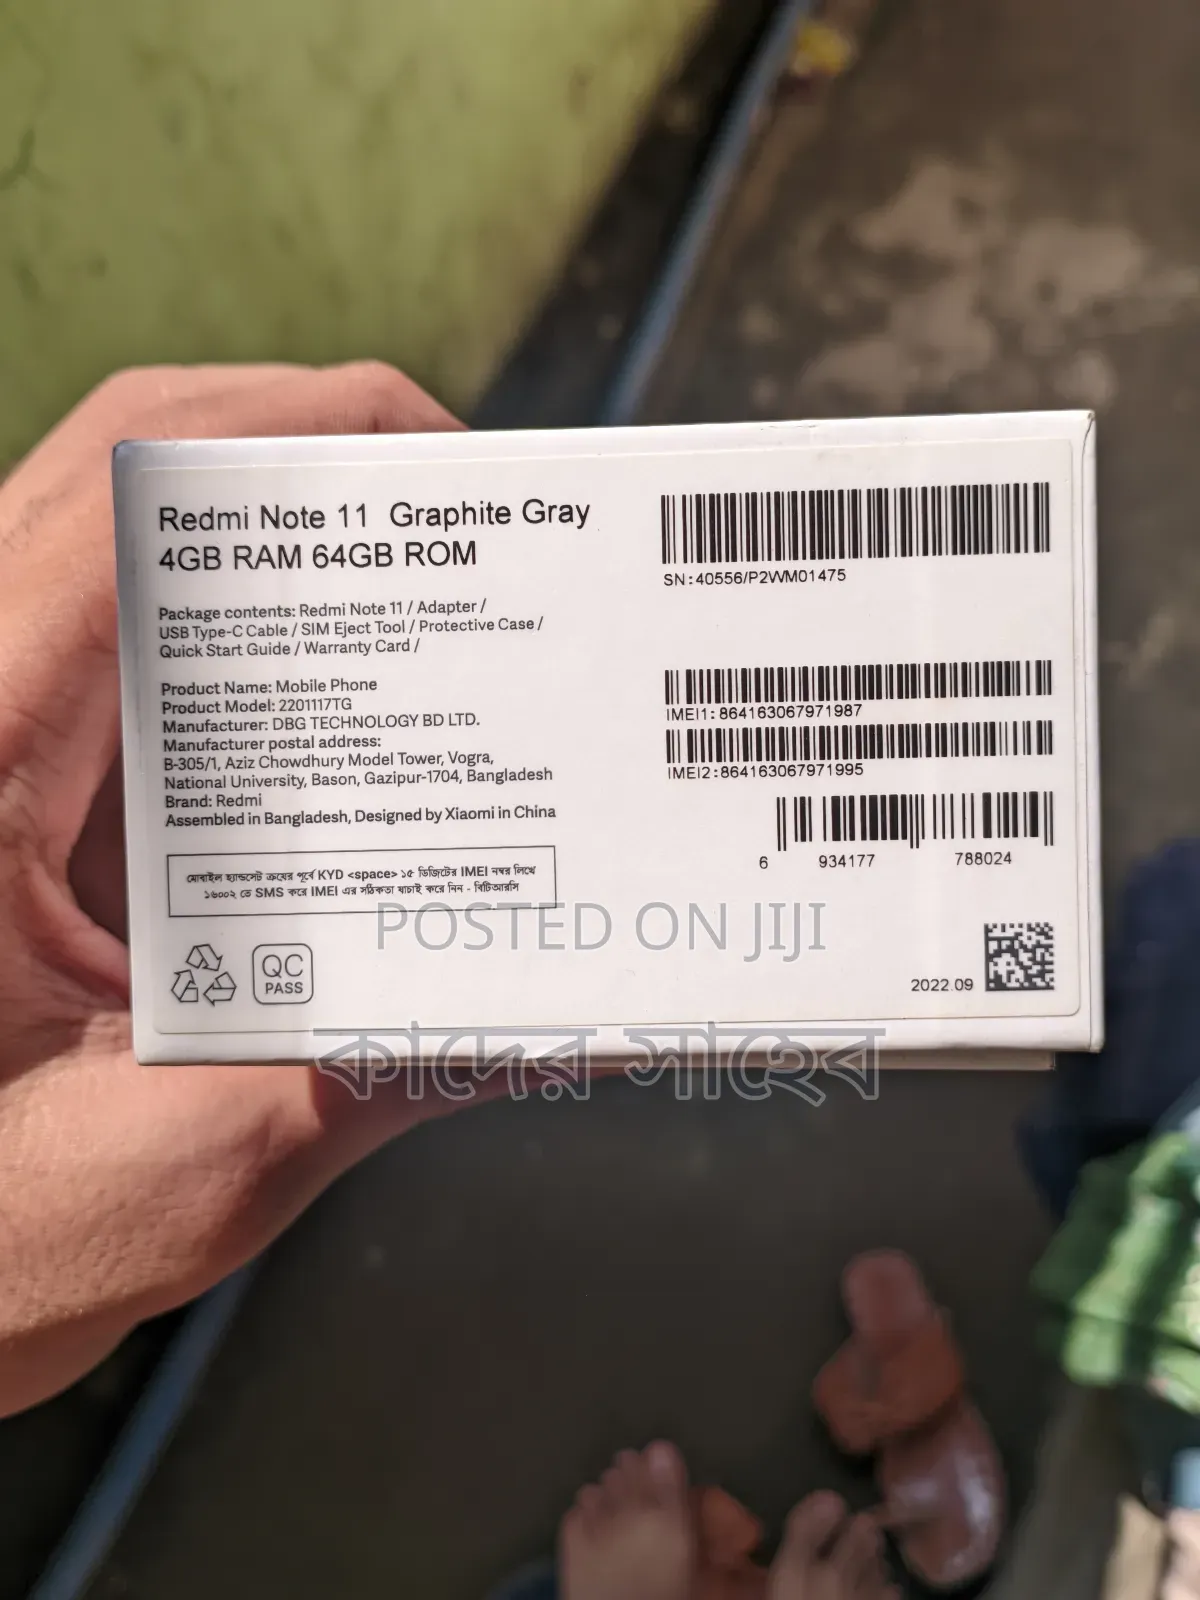 Redmi Note 11 Graphite Gray
4GB RAM 64GB ROM
Package contents: Redmi Note 11 / Adapter /
USB Type-C Cable / SIM Eject Tool / Protective Case /
Quick Start Guide / Warranty Card /
Product Name: Mobile Phone
Product Model: 2201117TG
Manufacturer: DBG TECHNOLOGY BD LTD.
Manufacturer postal address:
B-305/1, Aziz Chowdhury Model Tower, Vogra,
National University, Bason, Gazipur-1704, Bangladesh
Brand: Redmi
Assembled in Bangladesh, Designed by Xiaomi in China
মোবাইল হ্যান্ডসেট ক্রয়ের পূর্বে KYD <space> ১৫ ডিজিটের IMEI নম্বর লিখে
১৬০০২ তে SMS করে IMEI এর সঠিকতা যাচাই করে নিন - বিটিআরসি
QC
PASS
SN:40556/P2WM01475
IMEI1:864163067971987
IMEI2:864163067971995
6 934177 788024
2022.09
POSTED ON JIJI
কাদের সাহেব